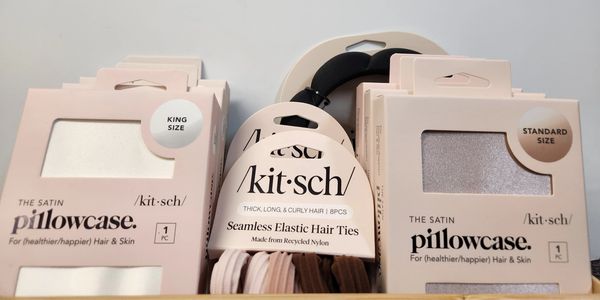 KING
SIZE
THE SATIN
/kit·sch/
pillowcase.
For (healthier/happier) Hair & Skin
1
PC
/kit·sch/
/kit·sch/
THICK, LONG, & CURLY HAIR | 8PCS
Seamless Elastic Hair Ties
Made from Recycled Nylon
STANDARD
SIZE
THE SATIN
/kit·sch/
pillowcase.
For (healthier/happier) Hair & Skin
1
PC